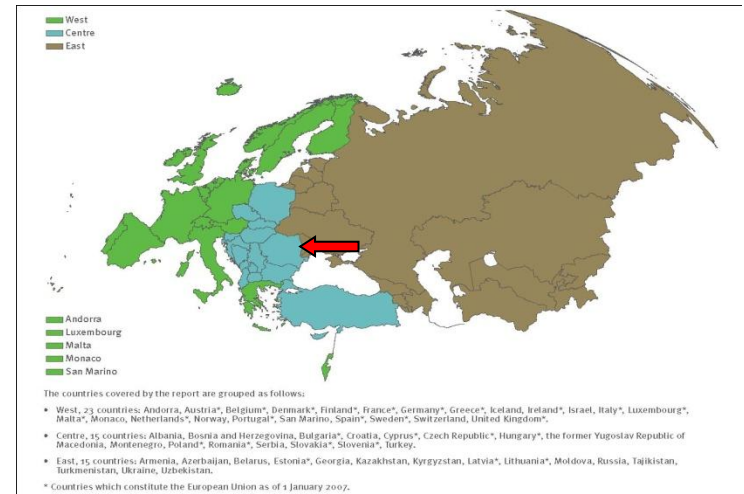 West
Centre
East
Andorra
Luxembourg
Malta
Monaco
San Marino
The countries covered by the report are grouped as follows:
• West, 23 countries: Andorra, Austria*, Belgium*, Denmark*, Finland*, France*, Germany*, Greece*, Iceland, Ireland*, Israel, Italy*, Luxembourg*,
Malta*, Monaco, Netherlands*, Norway, Portugal*, San Marino, Spain*, Sweden*, Switzerland, United Kingdom*.
• Centre, 15 countries: Albania, Bosnia and Herzegovina, Bulgaria*, Croatia, Cyprus*, Czech Republic*, Hungary*, the former Yugoslav Republic of
Macedonia, Montenegro, Poland*, Romania*, Serbia, Slovakia*, Slovenia*, Turkey.
• East, 15 countries: Armenia, Azerbaijan, Belarus, Estonia*, Georgia, Kazakhstan, Kyrgyzstan, Latvia*, Lithuania*, Moldova, Russia, Tajikistan,
Turkmenistan, Ukraine, Uzbekistan.
* Countries which constitute the European Union as of 1 January 2007.